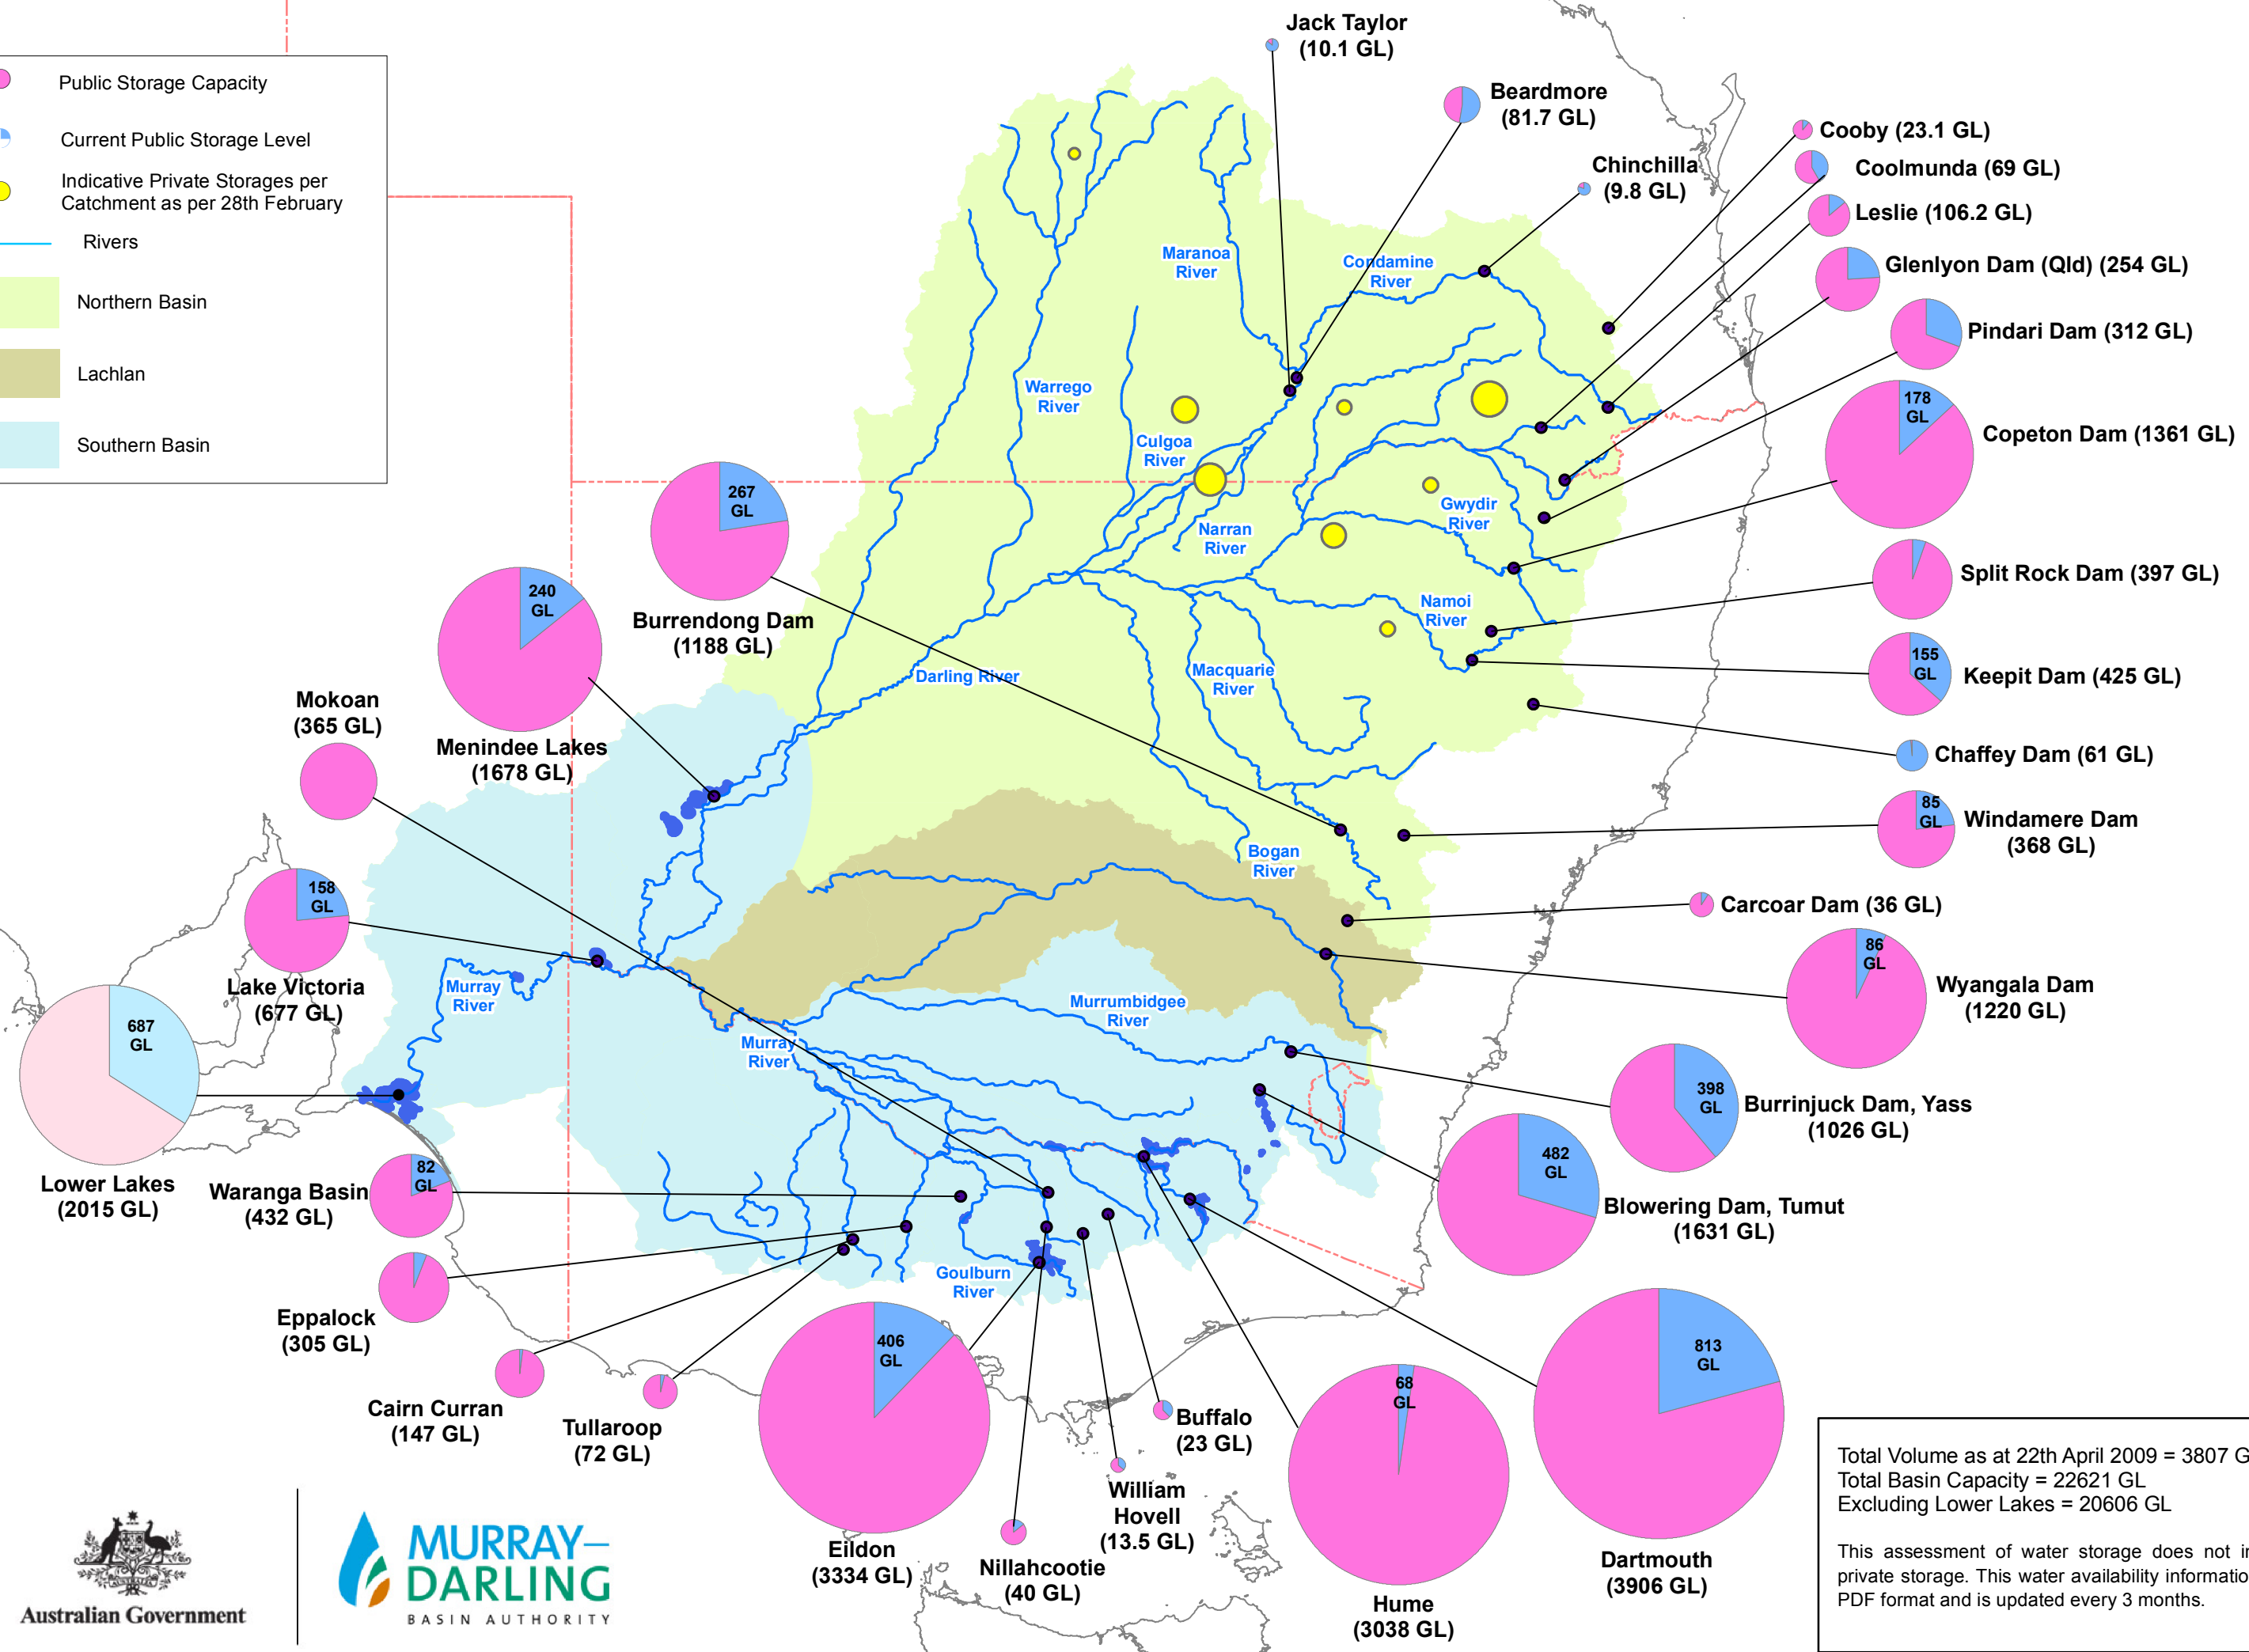 Public Storage Capacity
Current Public Storage Level
Indicative Private Storages per
Catchment as per 28th February
Rivers
Northern Basin
Lachlan
Southern Basin
Jack Taylor
(10.1 GL)
Beardmore
(81.7 GL)
Chinchilla
(9.8 GL)
Cooby (23.1 GL)
Coolmunda (69 GL)
Leslie (106.2 GL)
Glenlyon Dam (Qld) (254 GL)
Pindari Dam (312 GL)
178
GL
Copeton Dam (1361 GL)
Split Rock Dam (397 GL)
155
GL
Keepit Dam (425 GL)
Chaffey Dam (61 GL)
85
GL
Windamere Dam
(368 GL)
Carcoar Dam (36 GL)
86
GL
Wyangala Dam
(1220 GL)
398
GL
Burrinjuck Dam, Yass
(1026 GL)
482
GL
Blowering Dam, Tumut
(1631 GL)
813
GL
Dartmouth
(3906 GL)
68
GL
Hume
(3038 GL)
Buffalo
(23 GL)
William
Hovell
(13.5 GL)
Nillahcootie
(40 GL)
406
GL
Eildon
(3334 GL)
Tullaroop
(72 GL)
Cairn Curran
(147 GL)
Eppalock
(305 GL)
82
GL
Waranga Basin
(432 GL)
687
GL
Lower Lakes
(2015 GL)
158
GL
Lake Victoria
(677 GL)
Mokoan
(365 GL)
240
GL
Menindee Lakes
(1678 GL)
267
GL
Burrendong Dam
(1188 GL)
Maranoa
River
Condamine
River
Warrego
River
Culgoa
River
Narran
River
Gwydir
River
Namoi
River
Macquarie
River
Darling River
Bogan
River
Murray
River
Murrumbidgee
River
Murray
River
Goulburn
River
Total Volume as at 22th April 2009 = 3807 G
Total Basin Capacity = 22621 GL
Excluding Lower Lakes = 20606 GL
This assessment of water storage does not in
private storage. This water availability informatio
PDF format and is updated every 3 months.
AUSTRALIA
Australian Government
MURRAY–
DARLING
BASIN AUTHORITY